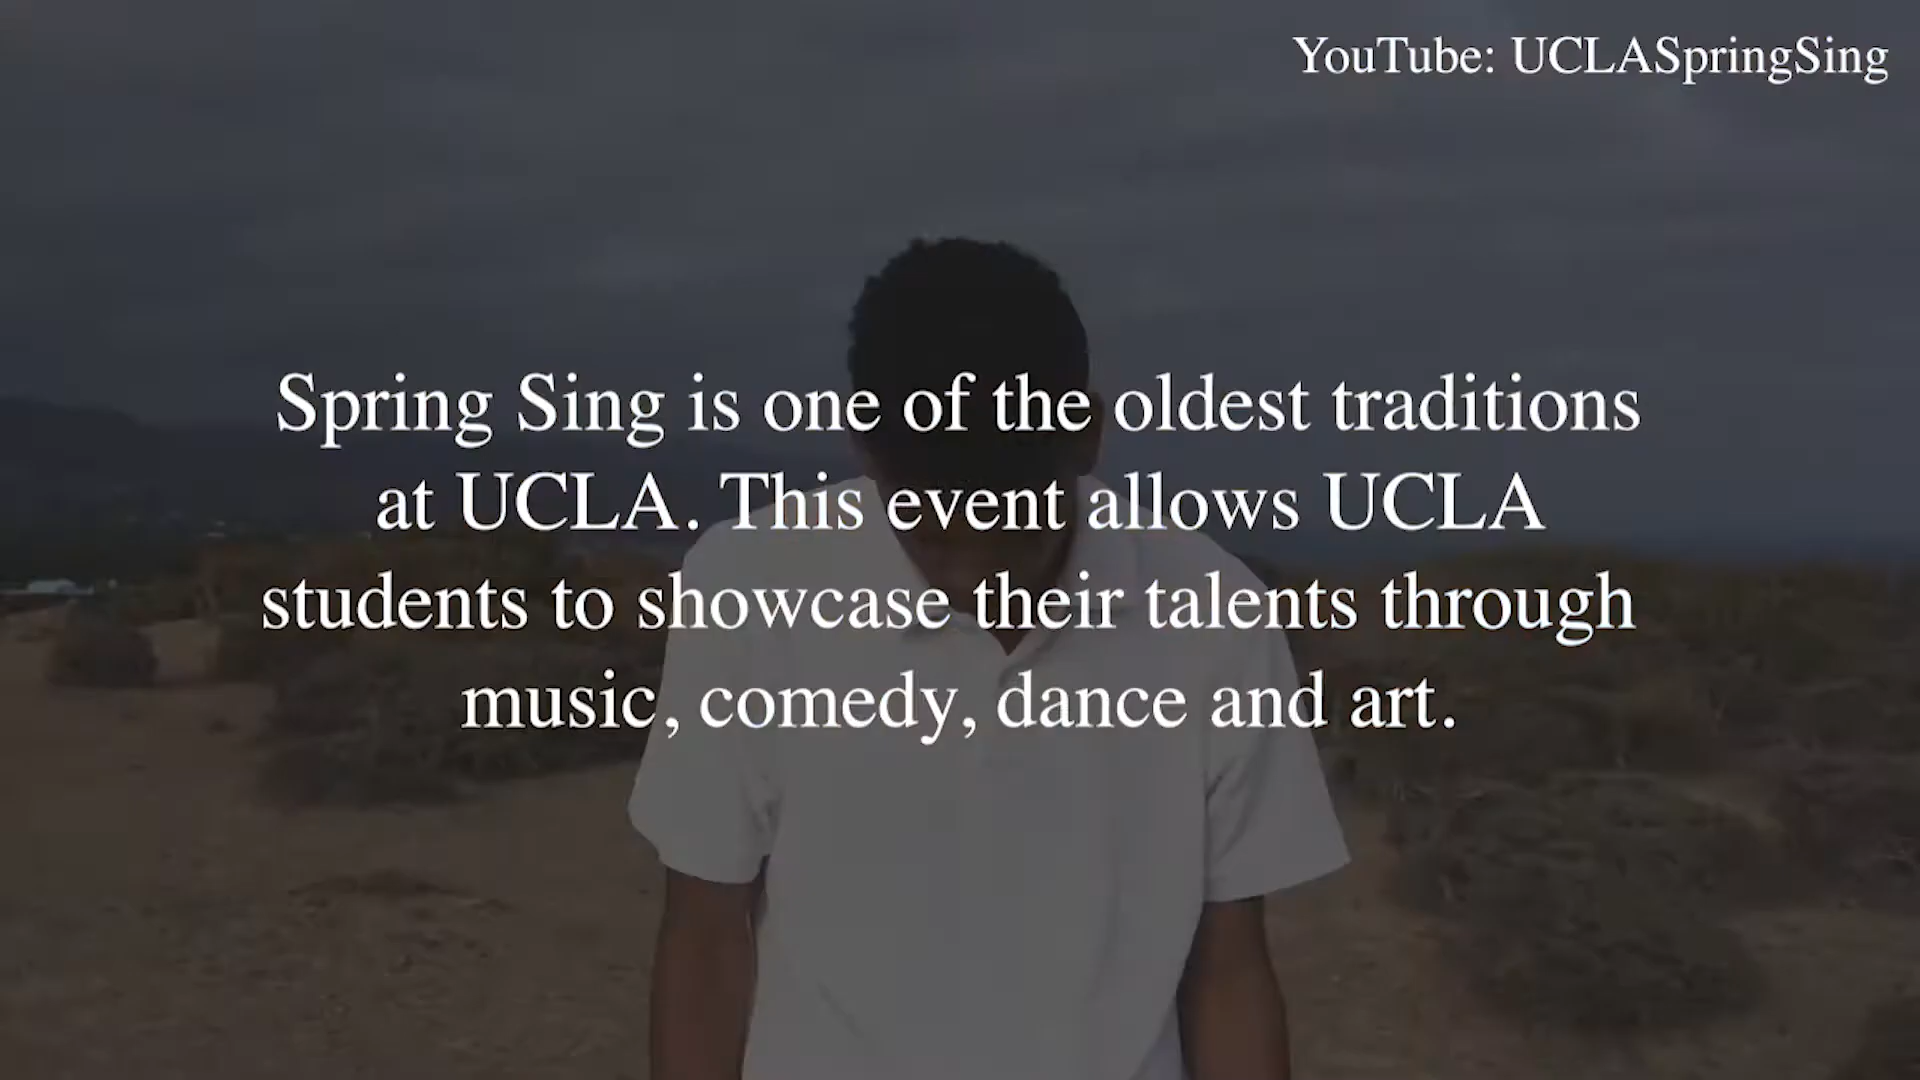 YouTube: UCLASpringSing
Spring Sing is one of the oldest traditions
at UCLA. This event allows UCLA
students to showcase their talents through
music, comedy, dance and art.